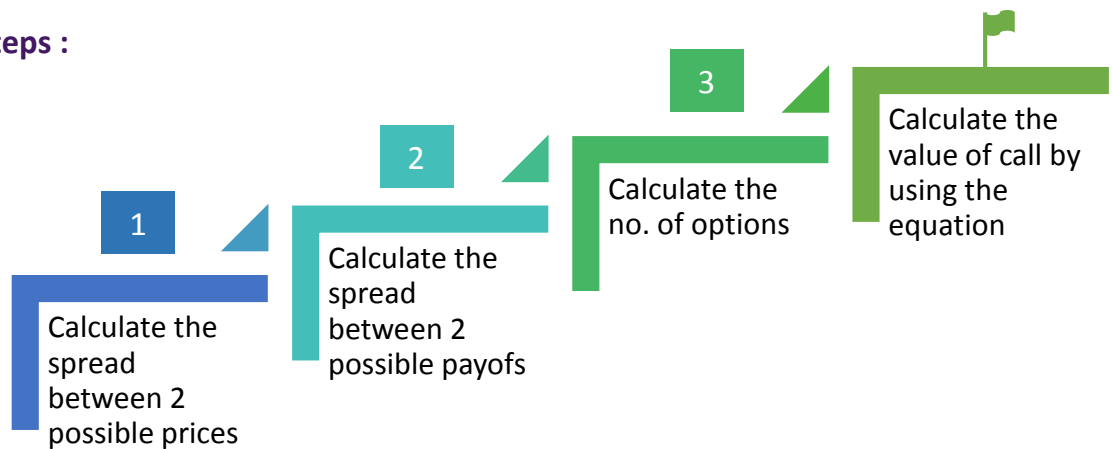 teps :
1
Calculate the
spread
between 2
possible prices
2
Calculate the
spread
between 2
possible payofs
3
Calculate the
no. of options
Calculate the
value of call by
using the
equation